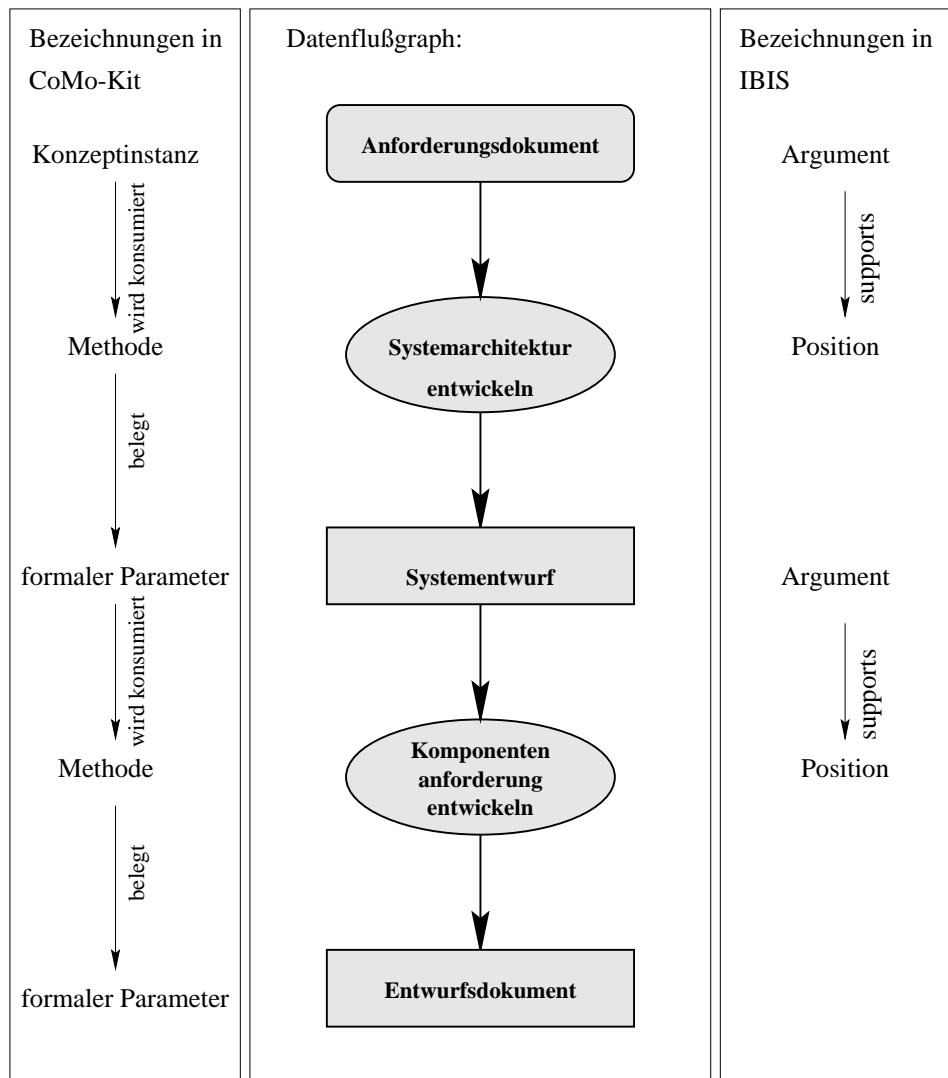 Bezeichnungen in
CoMo-Kit
Konzeptinstanz
wird konsumiert
Methode
belegt
formaler Parameter
wird konsumiert
Methode
belegt
formaler Parameter
Datenflußgraph:
Anforderungsdokument
Systemarchitektur
entwickeln
Systementwurf
Komponenten
anforderung
entwickeln
Entwurfsdokument
Bezeichnungen in
IBIS
Argument
supports
Position
Argument
supports
Position